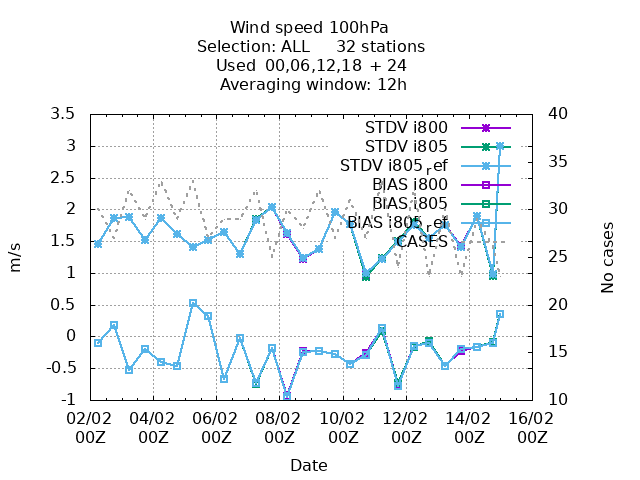 Wind speed 100hPa
Selection: ALL 32 stations
Used 00,06,12,18 + 24
Averaging window: 12h
3.5
3
2.5
2
1.5
1
0.5
0
-0.5
-1
m/s
40
35
30
25
20
15
10
No cases
STDV i800
STDV i805
STDV i805ref
BIAS i800
BIAS i805
BIAS i805ref
CASES
02/02 04/02 06/02 08/02 10/02 12/02 14/02 16/02
00Z 00Z 00Z 00Z 00Z 00Z 00Z 00Z
Date